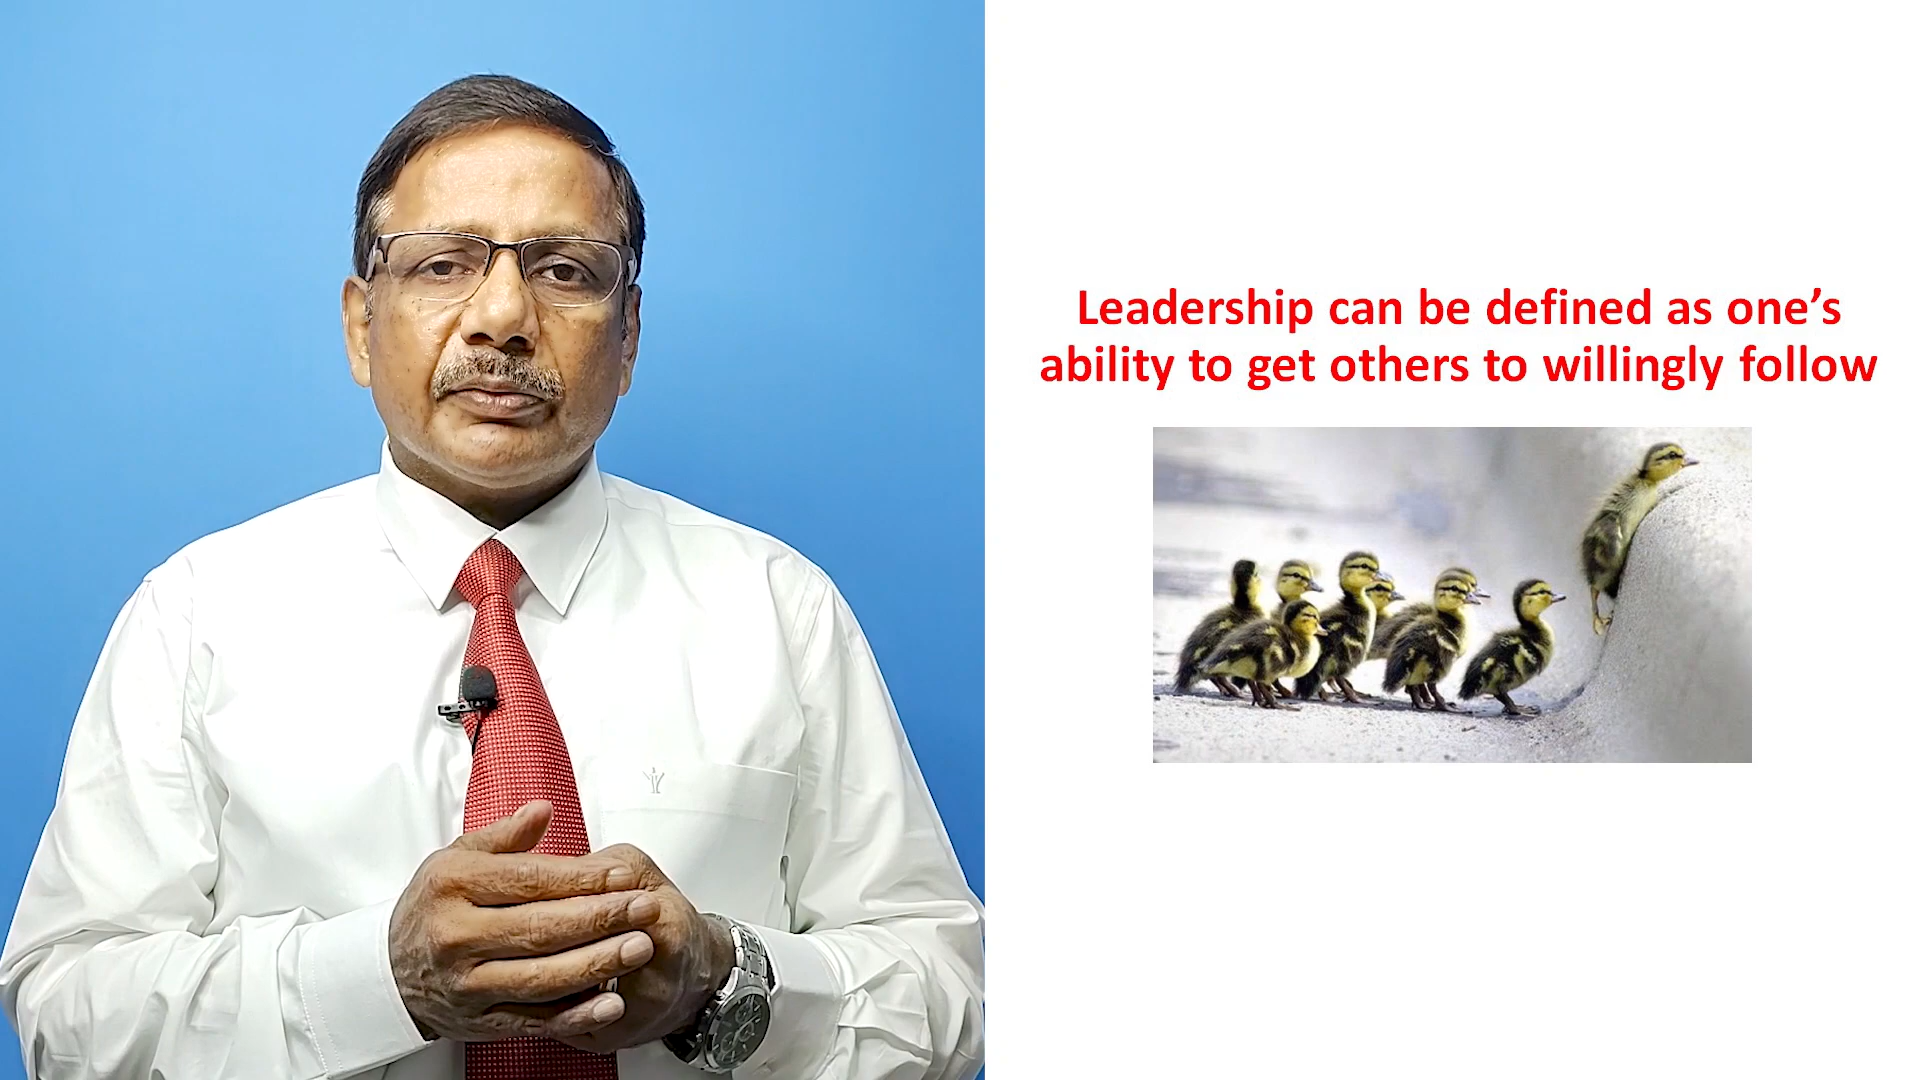 Leadership can be defined as one’s
ability to get others to willingly follow